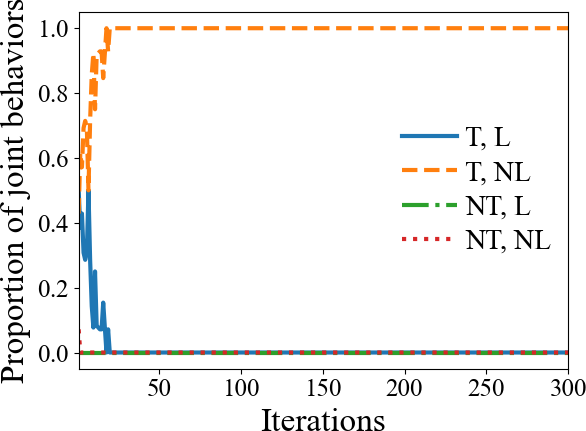 Proportion of joint behaviors
1.0
0.8
0.6
0.4
0.2
0.0
T, L
T, NL
NT, L
NT, NL
50
100
150
200
250
300
Iterations